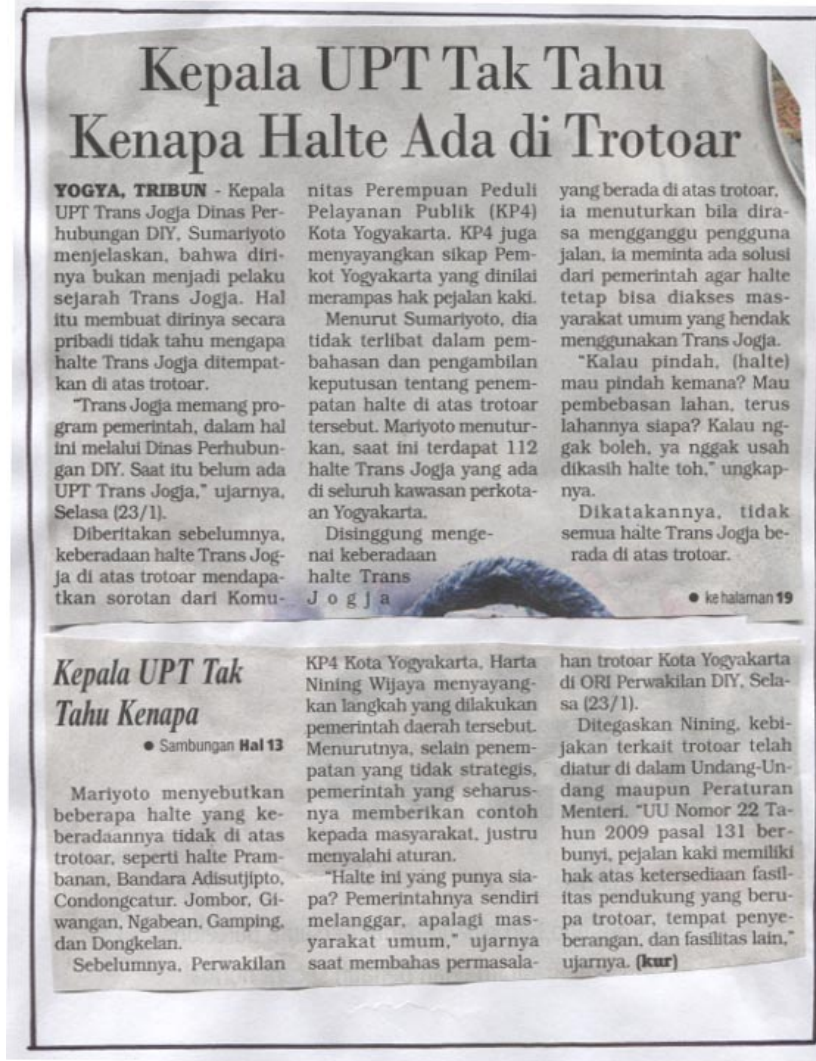 Kepala UPT Tak Tahu
Kenapa Halte Ada di Trotoar
YOGYA, TRIBUN - Kepala
UPT Trans Jogja Dinas Per-
hubungan DIY, Sumariyoto
menjelaskan, bahwa diri-
nya bukan menjadi pelaku
sejarah Trans Jogja. Hal
itu membuat dirinya secara
pribadi tidak tahu mengapa
halte Trans Jogja ditempat-
kan di atas trotoar.
"Trans Jogja memang pro-
gram pemerintah, dalam hal
ini melalui Dinas Perhubun-
gan DIY. Saat itu belum ada
UPT Trans Jogja," ujarnya,
Selasa (23/1).
Diberitakan sebelumnya,
keberadaan halte Trans Jog-
ja di atas trotoar mendapa-
tkan sorotan dari Komu-
nitas Perempuan Peduli
Pelayanan Publik (KP4)
Kota Yogyakarta. KP4 juga
menyayangkan sikap Pem-
kot Yogyakarta yang dinilai
merampas hak pejalan kaki.
Menurut Sumariyoto, dia
tidak terlibat dalam pem-
bahasan dan pengambilan
keputusan tentang penem-
patan halte di atas trotoar
tersebut. Mariyoto menutur-
kan, saat ini terdapat 112
halte Trans Jogja yang ada
di seluruh kawasan perkota-
an Yogyakarta.
Disinggung menge-
nai keberadaan
halte Trans
Jogja
yang berada di atas trotoar,
ia menuturkan bila dira-
sa mengganggu pengguna
jalan, ia meminta ada solusi
dari pemerintah agar halte
tetap bisa diakses mas-
yarakat umum yang hendak
menggunakan Trans Jogja.
"Kalau pindah, (halte)
mau pindah kemana? Mau
pembebasan lahan, terus
lahannya siapa? Kalau ng-
gak boleh, ya nggak usah
dikasih halte toh," ungkap-
nya.
Dikatakannya, tidak
semua halte Trans Jogja be-
rada di atas trotoar.
● ke halaman 19
Kepala UPT Tak
Tahu Kenapa
● Sambungan Hal 13
Mariyoto menyebutkan
beberapa halte yang ke-
beradaannya tidak di atas
trotoar, seperti halte Pram-
banan, Bandara Adisutjipto,
Condongcatur. Jombor, Gi-
wangan, Ngabean, Gamping,
dan Dongkelan.
Sebelumnya, Perwakilan
KP4 Kota Yogyakarta, Harta
Nining Wijaya menyayang-
kan langkah yang dilakukan
pemerintah daerah tersebut.
Menurutnya, selain penem-
patan yang tidak strategis,
pemerintah yang seharus-
nya memberikan contoh
kepada masyarakat, justru
menyalahi aturan.
"Halte ini yang punya sia-
pa? Pemerintahnya sendiri
melanggar, apalagi mas-
yarakat umum," ujarnya
saat membahas permasala-
han trotoar Kota Yogyakarta
di ORI Perwakilan DIY, Sela-
sa (23/1).
Ditegaskan Nining, kebi-
jakan terkait trotoar telah
diatur di dalam Undang-Un-
dang maupun Peraturan
Menteri. "UU Nomor 22 Ta-
hun 2009 pasal 131 ber-
bunyi, pejalan kaki memiliki
hak atas ketersediaan fasil-
itas pendukung yang beru-
pa trotoar, tempat penye-
berangan, dan fasilitas lain,"
ujarnya. (kur)